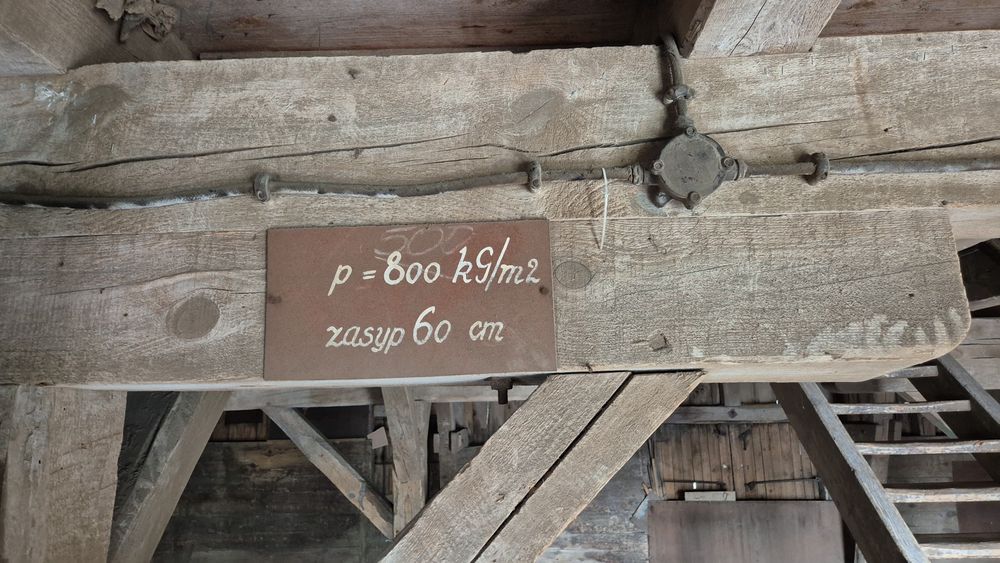 500
p = 800 kG/m2
zasyp 60 cm